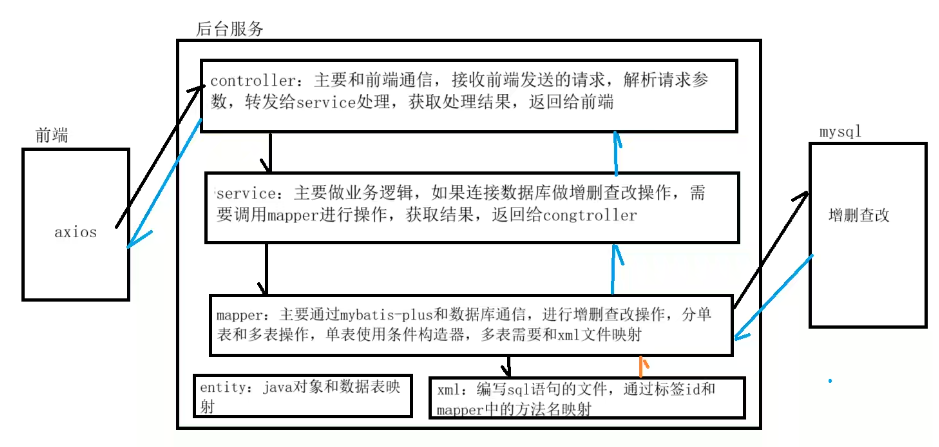 后台服务
controller: 主要和前端通信，接收前端发送的请求，解析请求参
数，转发给service处理，获取处理结果，返回给前端
前端
axios
mysql
增删查改
service: 主要做业务逻辑，如果连接数据库做增删查改操作，需
要调用mapper进行操作，获取结果，返回给congtroller
mapper: 主要通过mybatis-plus和数据库通信，进行增删查改操作，分单
表和多表操作，单表使用条件构造器，多表需要和xml文件映射
entity: java对象和数据表映
射
xml: 编写sql语句的文件，通过标签id和
mapper中的方法名映射